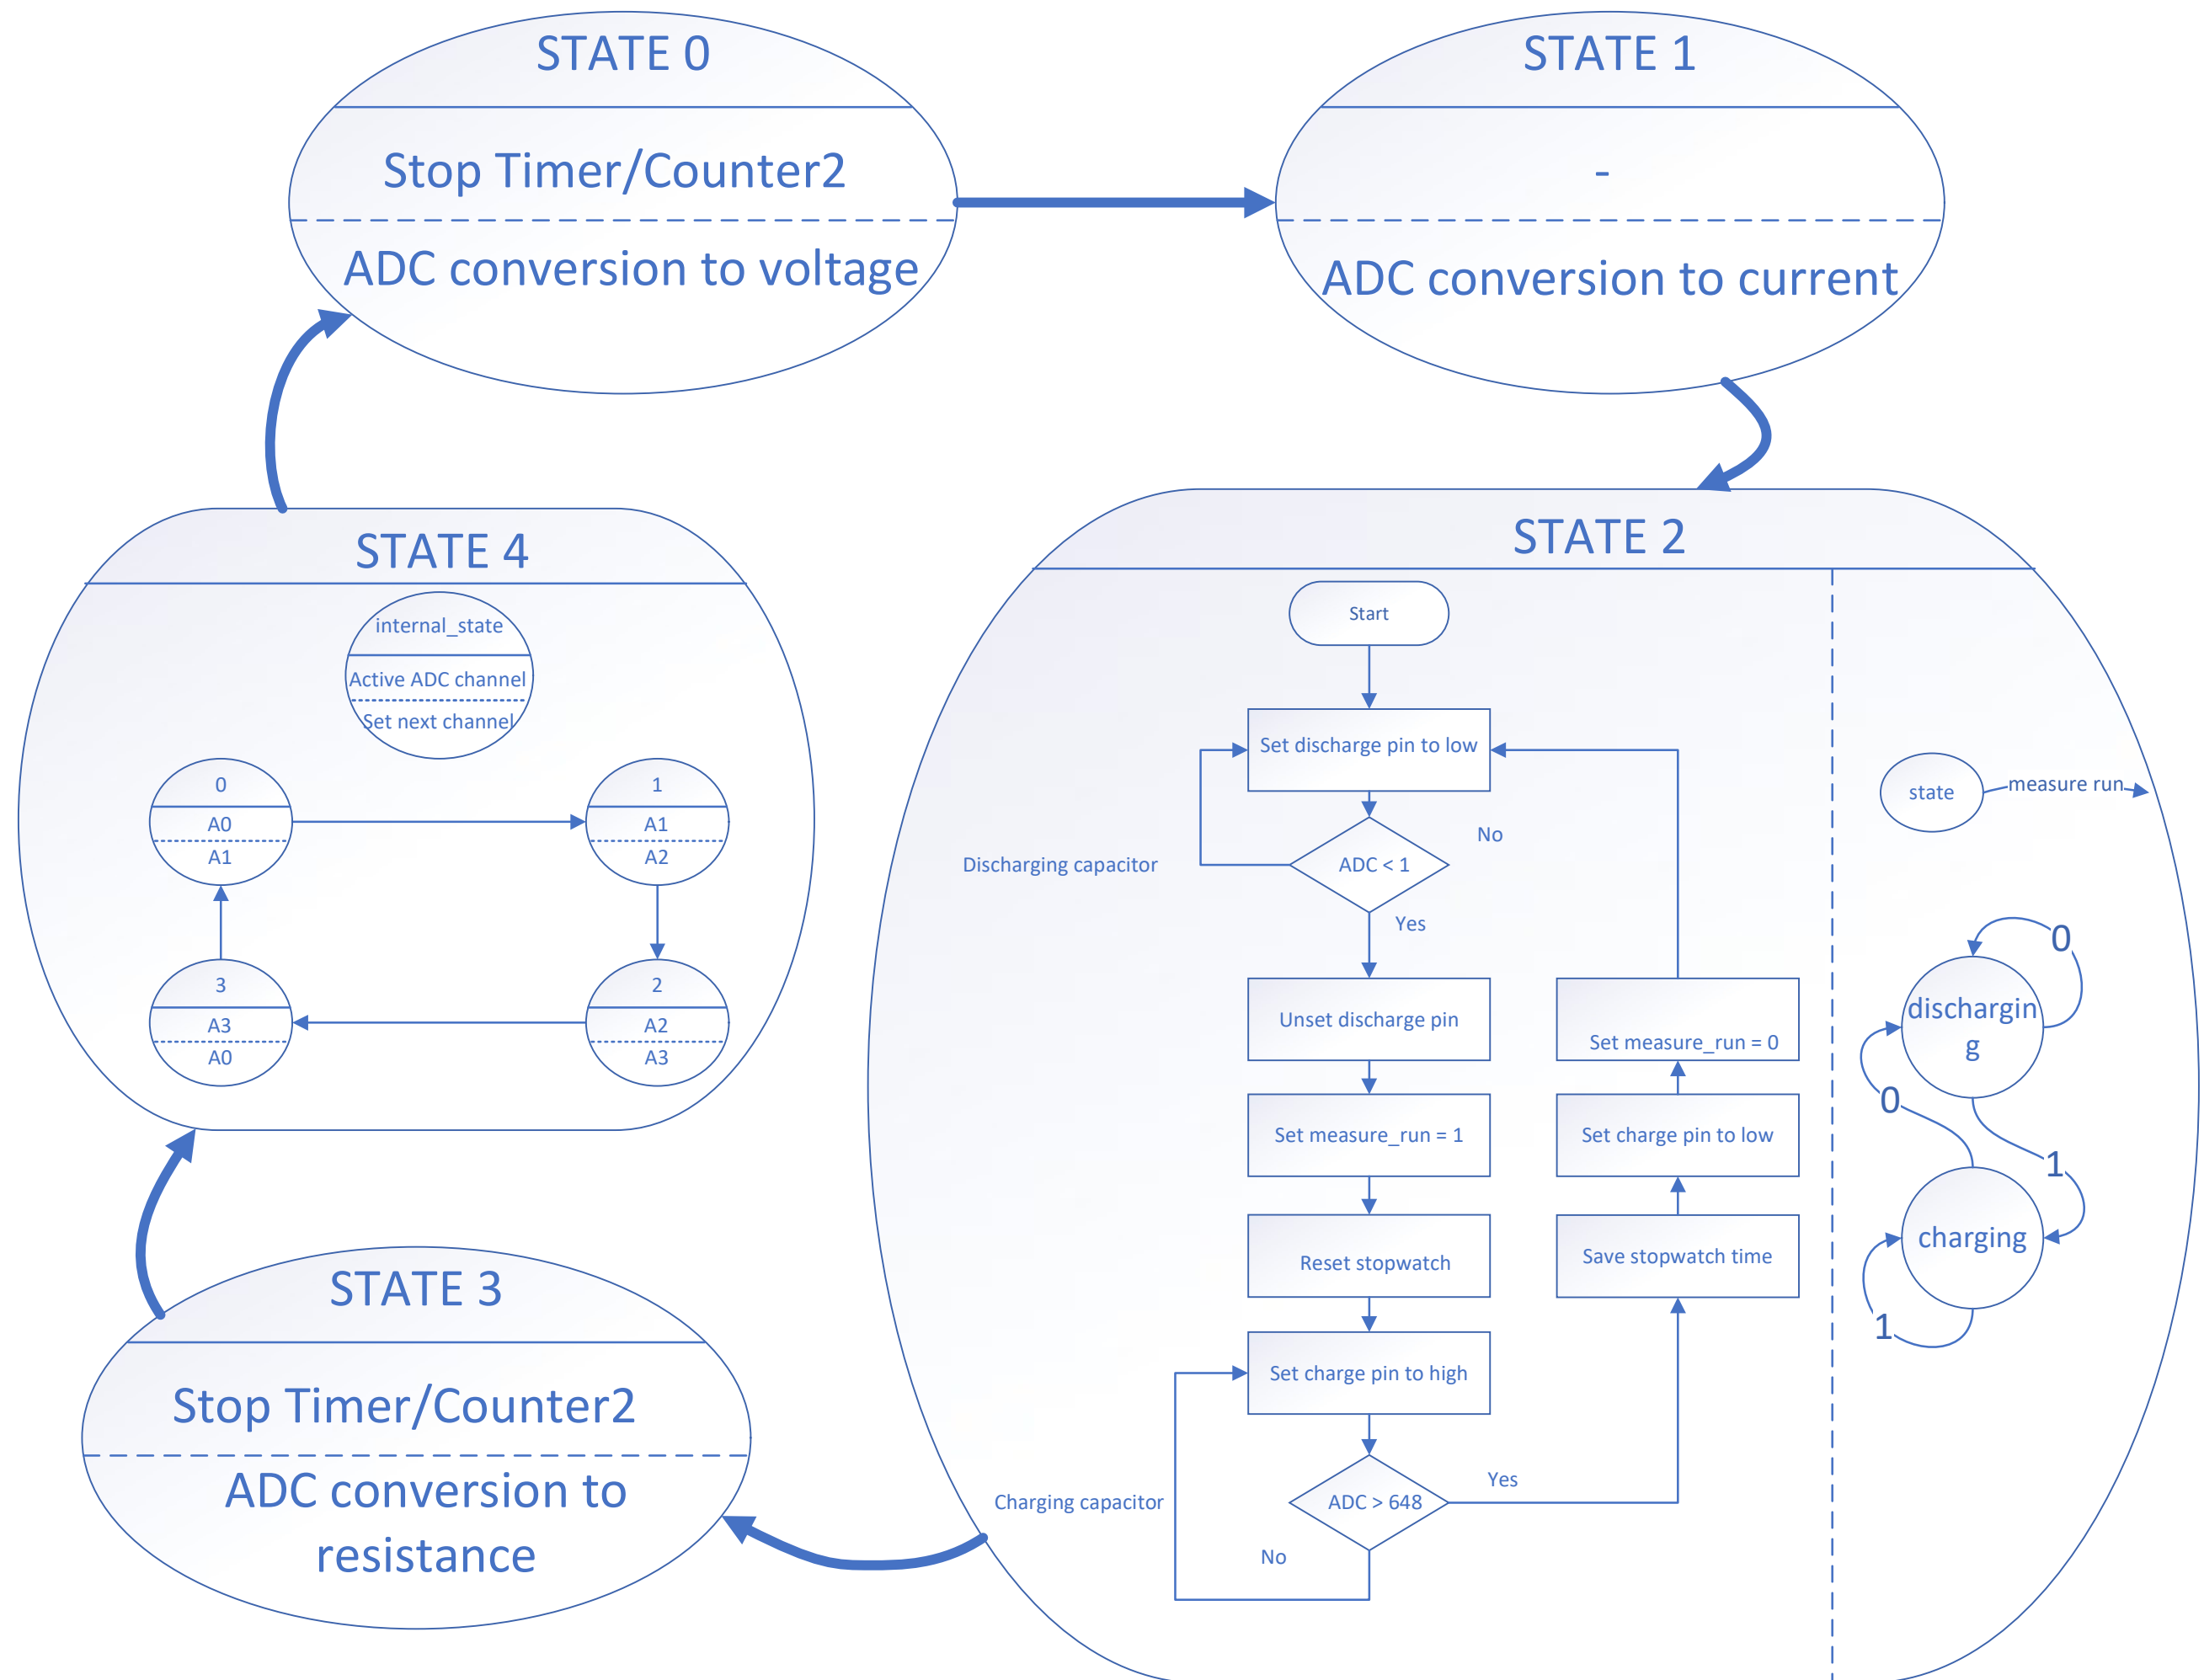 STATE 0
Stop Timer/Counter2
ADC conversion to voltage
STATE 1
-
ADC conversion to current
STATE 4
internal_state
Active ADC channel
Set next channel
0
A0
A1
1
A1
A2
3
A3
A0
2
A2
A3
STATE 3
Stop Timer/Counter2
ADC conversion to
resistance
STATE 2
Start
Set discharge pin to low
No
Discharging capacitor
ADC < 1
Yes
Unset discharge pin
Set measure_run = 1
Reset stopwatch
Set charge pin to high
Charging capacitor
ADC > 648
Yes
No
Set measure_run = 0
Set charge pin to low
Save stopwatch time
state
measure run
0
dischargin
g
0
1
charging
1